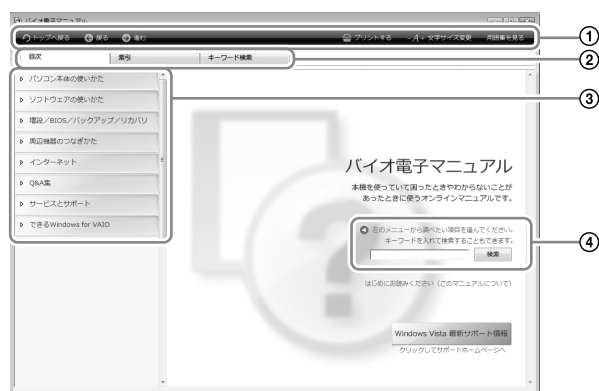 バイオ電子マニュアル
トップへ戻る 戻る 進む プリントする -A+ 文字サイズ変更 用語集を見る
①
目次 索引 キーワード検索
②
パソコン本体の使いかた
③
ソフトウェアの使いかた
増設/BIOS/バックアップ/リカバリ
周辺機器のつなぎかた
インターネット
Q&A集
サービスとサポート
できるWindows for VAIO
バイオ電子マニュアル
本機を使っていて困ったときやわからないことが
あったときに使うオンラインマニュアルです。
左のメニューから調べたい項目を選んでください。
キーワードを入れて検索することもできます。
④
検索
はじめにお読みください(このマニュアルについて)
Windows Vista 最新サポート情報
クリックしてサポートホームページへ